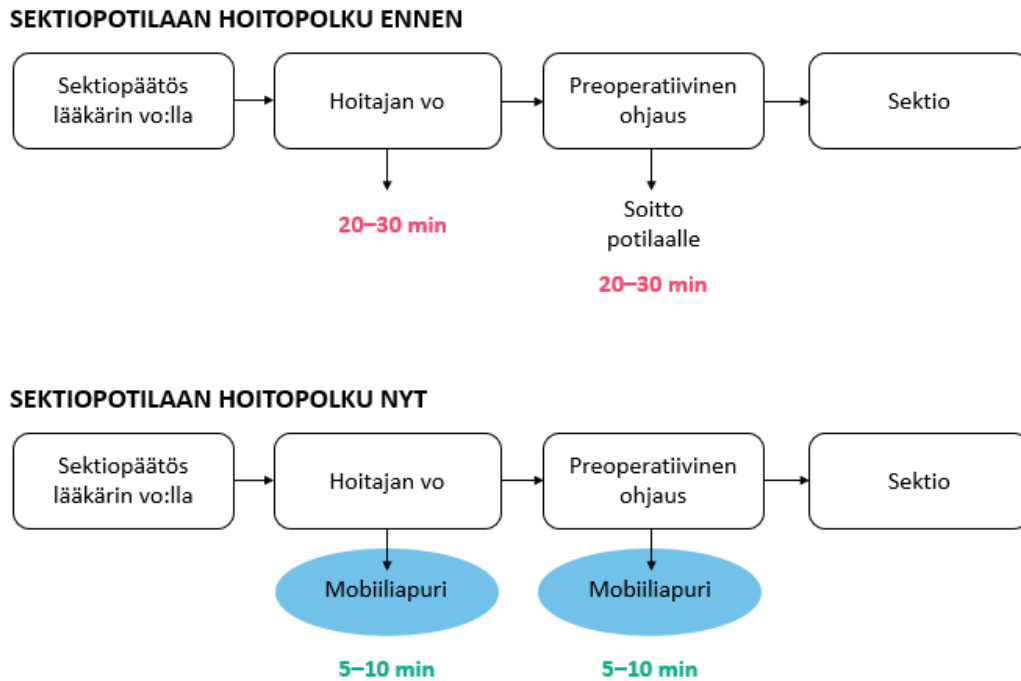 SEKTIOPOTILAAN HOITOPOLKU ENNEN
Sektiopäätös
lääkärin vo:lla
Hoitajan vo
Preoperatiivinen
ohjaus
Sektio
20–30 min
Soitto
potilaalle
20–30 min
SEKTIOPOTILAAN HOITOPOLKU NYT
Sektiopäätös
lääkärin vo:lla
Hoitajan vo
Preoperatiivinen
ohjaus
Sektio
Mobiiliapuri
Mobiiliapuri
5–10 min
5–10 min